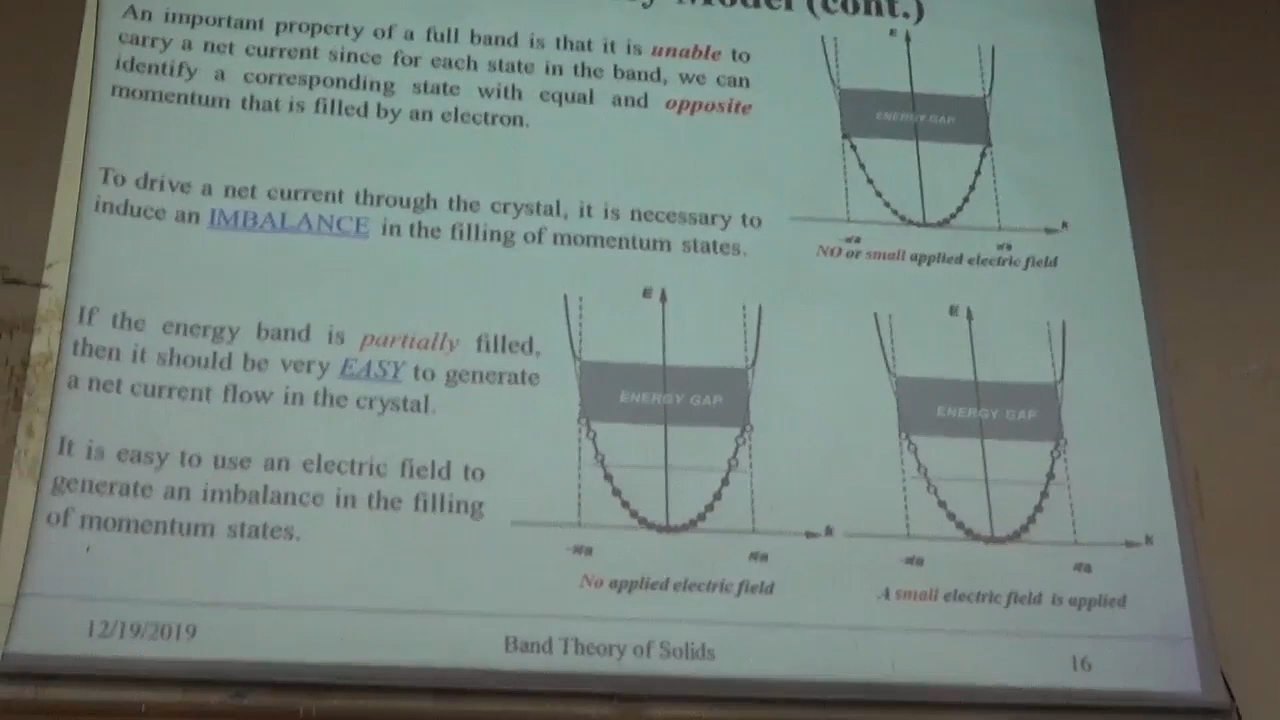 Model (cont.)
An important property of a full band is that it is unable to
carry a net current since for each state in the band, we can
identify a corresponding state with equal and opposite
momentum that is filled by an electron.
E
ENERGY GAP
k
-π/a
π/a
NO or small applied electric field
To drive a net current through the crystal, it is necessary to
induce an IMBALANCE in the filling of momentum states.
If the energy band is partially filled,
then it should be very EASY to generate
a net current flow in the crystal.
It is easy to use an electric field to
generate an imbalance in the filling
of momentum states.
E
ENERGY GAP
k
-π/a
π/a
No applied electric field
E
ENERGY GAP
k
-π/a
π/a
A small electric field is applied
12/19/2019
Band Theory of Solids
16